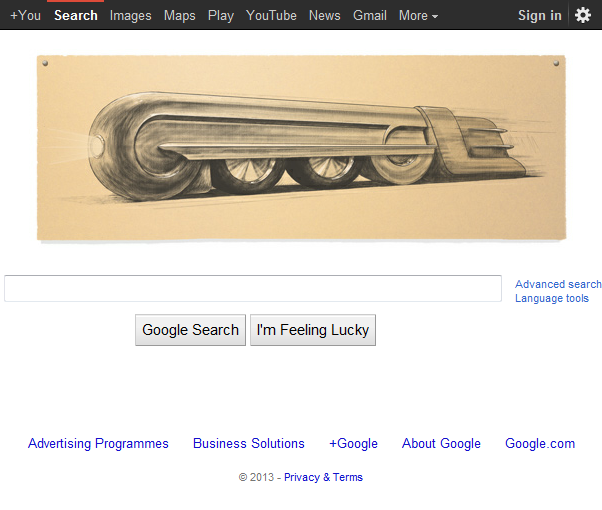 +You Search Images Maps Play YouTube News Gmail More Sign in
Google
Advanced search
Language tools
Google Search I'm Feeling Lucky
Advertising Programmes Business Solutions +Google About Google Google.com
© 2013 - Privacy & Terms